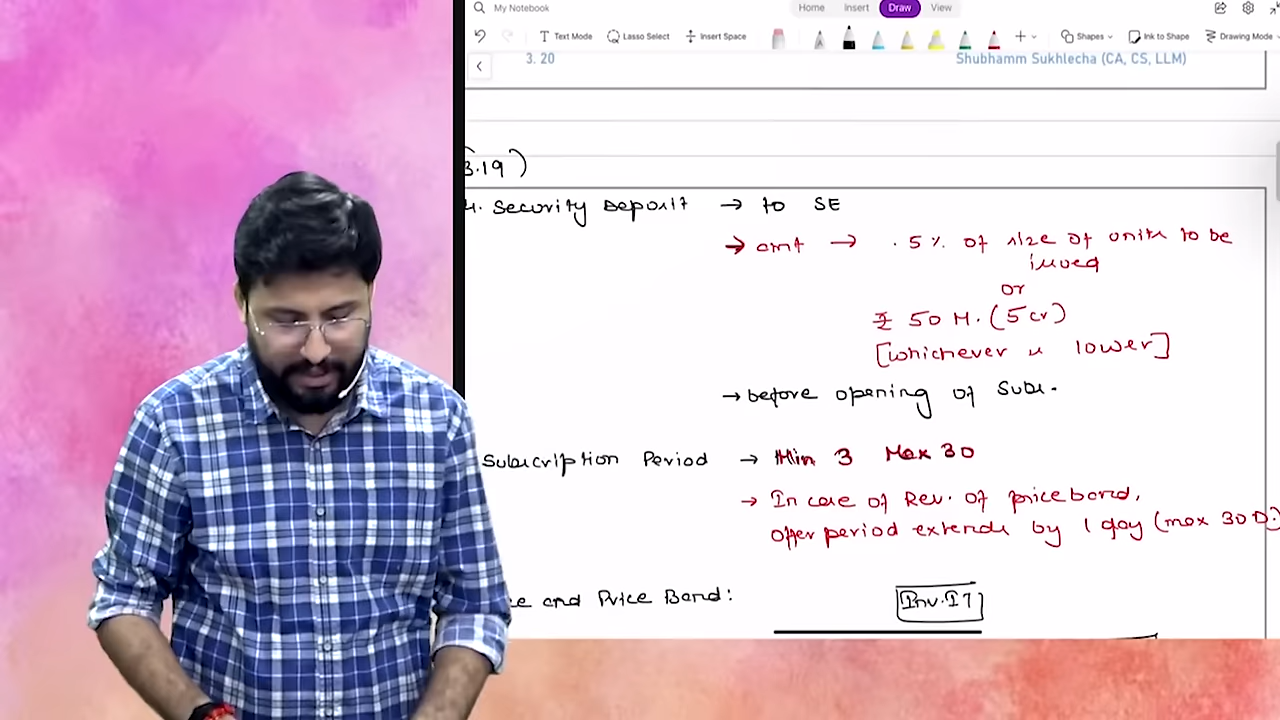 My Notebook
Home Insert Draw View
Text Mode Lasso Select Insert Space Shapes Ink to Shape Drawing Mode
3. 20 Shubhamm Sukhlecha (CA, CS, LLM)
3.19)
4. Security Deposit → to SE
→ amt → .5% of size of units to be
issued
or
₹ 50 M. (5 cr)
[whichever is lower]
→ before opening of Subs.
Subscription Period → Min 3 Max 30
→ In case of Rev. of price band,
offer period extends by 1 day (max 30 D.)
ce and Price Band:
Inv.IT